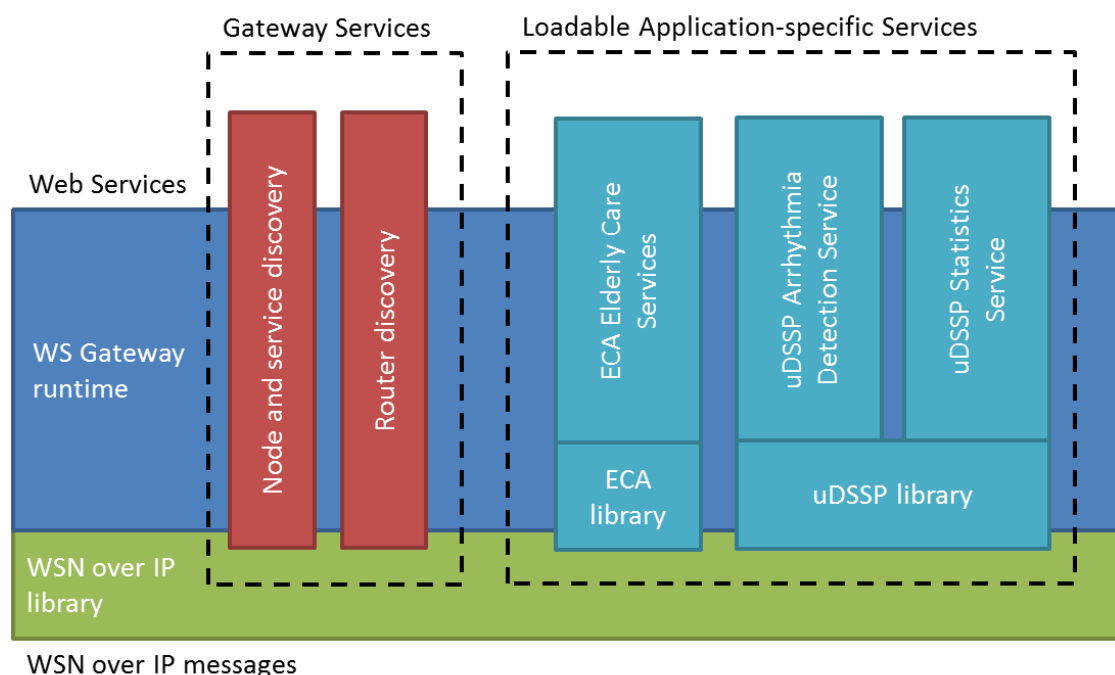 Gateway Services
Loadable Application-specific Services
Web Services
WS Gateway
runtime
Node and service discovery
Router discovery
ECA Elderly Care
Services
uDSSP Arrhythmia
Detection Service
uDSSP Statistics
Service
ECA
library
uDSSP library
WSN over IP
library
WSN over IP messages